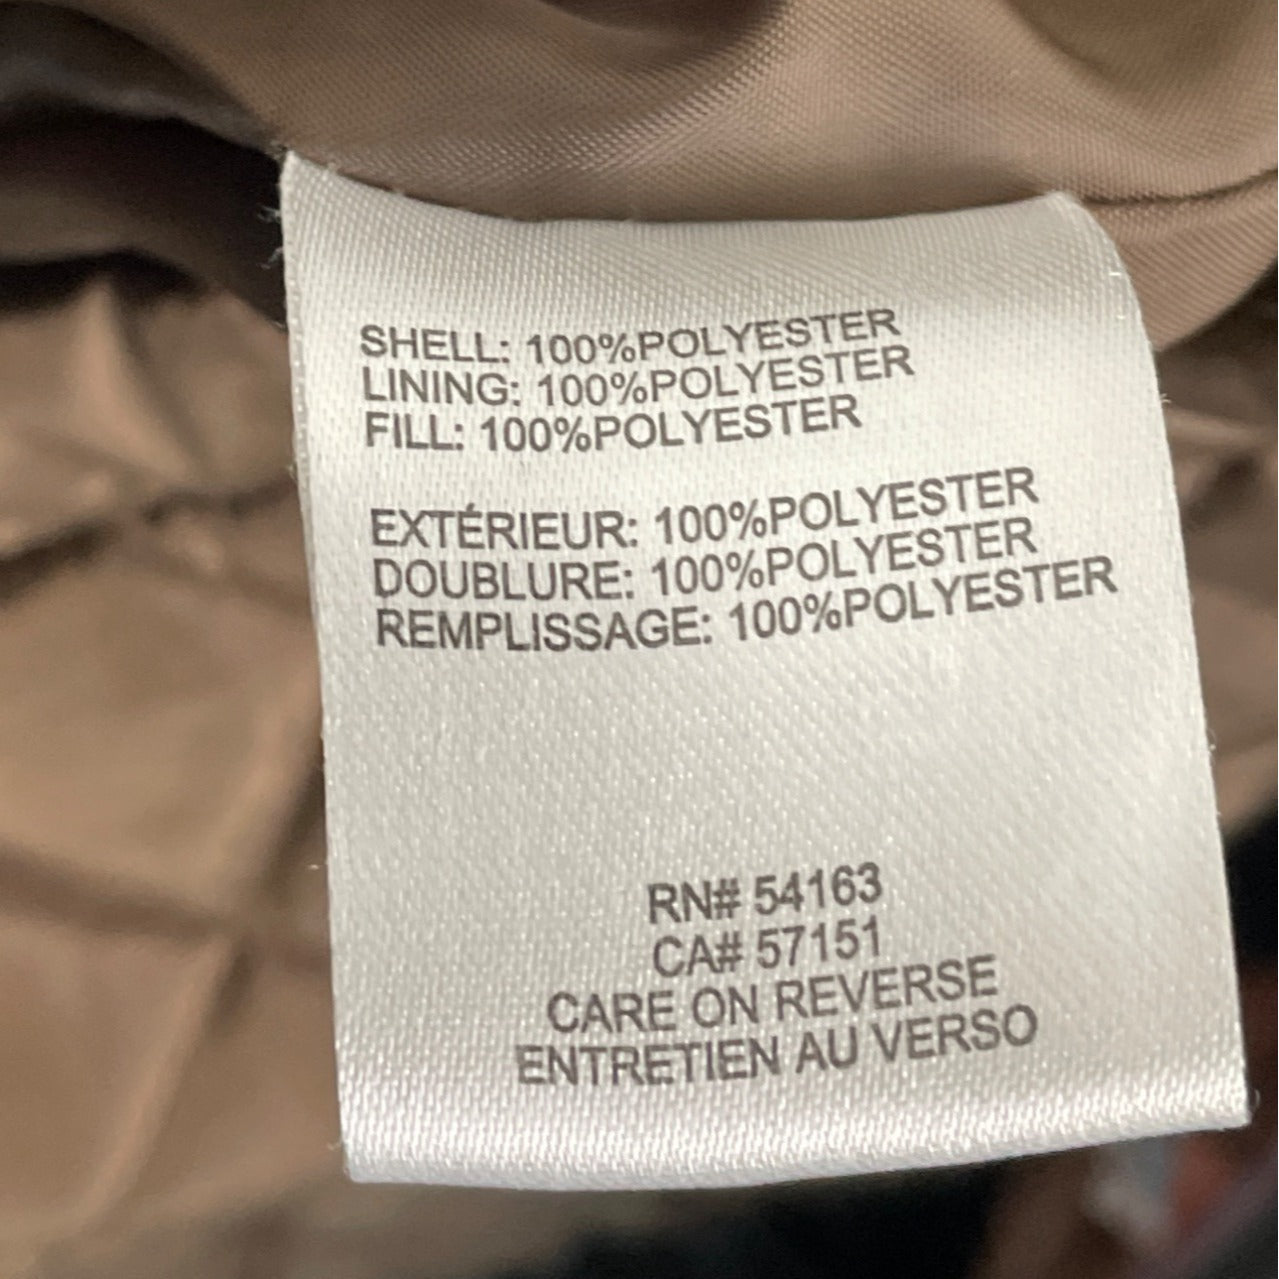 SHELL: 100%POLYESTER
LINING: 100%POLYESTER
FILL: 100%POLYESTER
EXTÉRIEUR: 100%POLYESTER
DOUBLURE: 100%POLYESTER
REMPLISSAGE: 100%POLYESTER
RN# 54163
CA# 57151
CARE ON REVERSE
ENTRETIEN AU VERSO